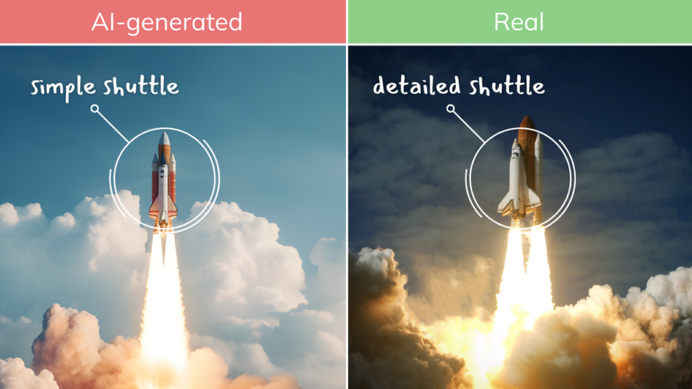 AI-generated
Real
simple shuttle
detailed shuttle